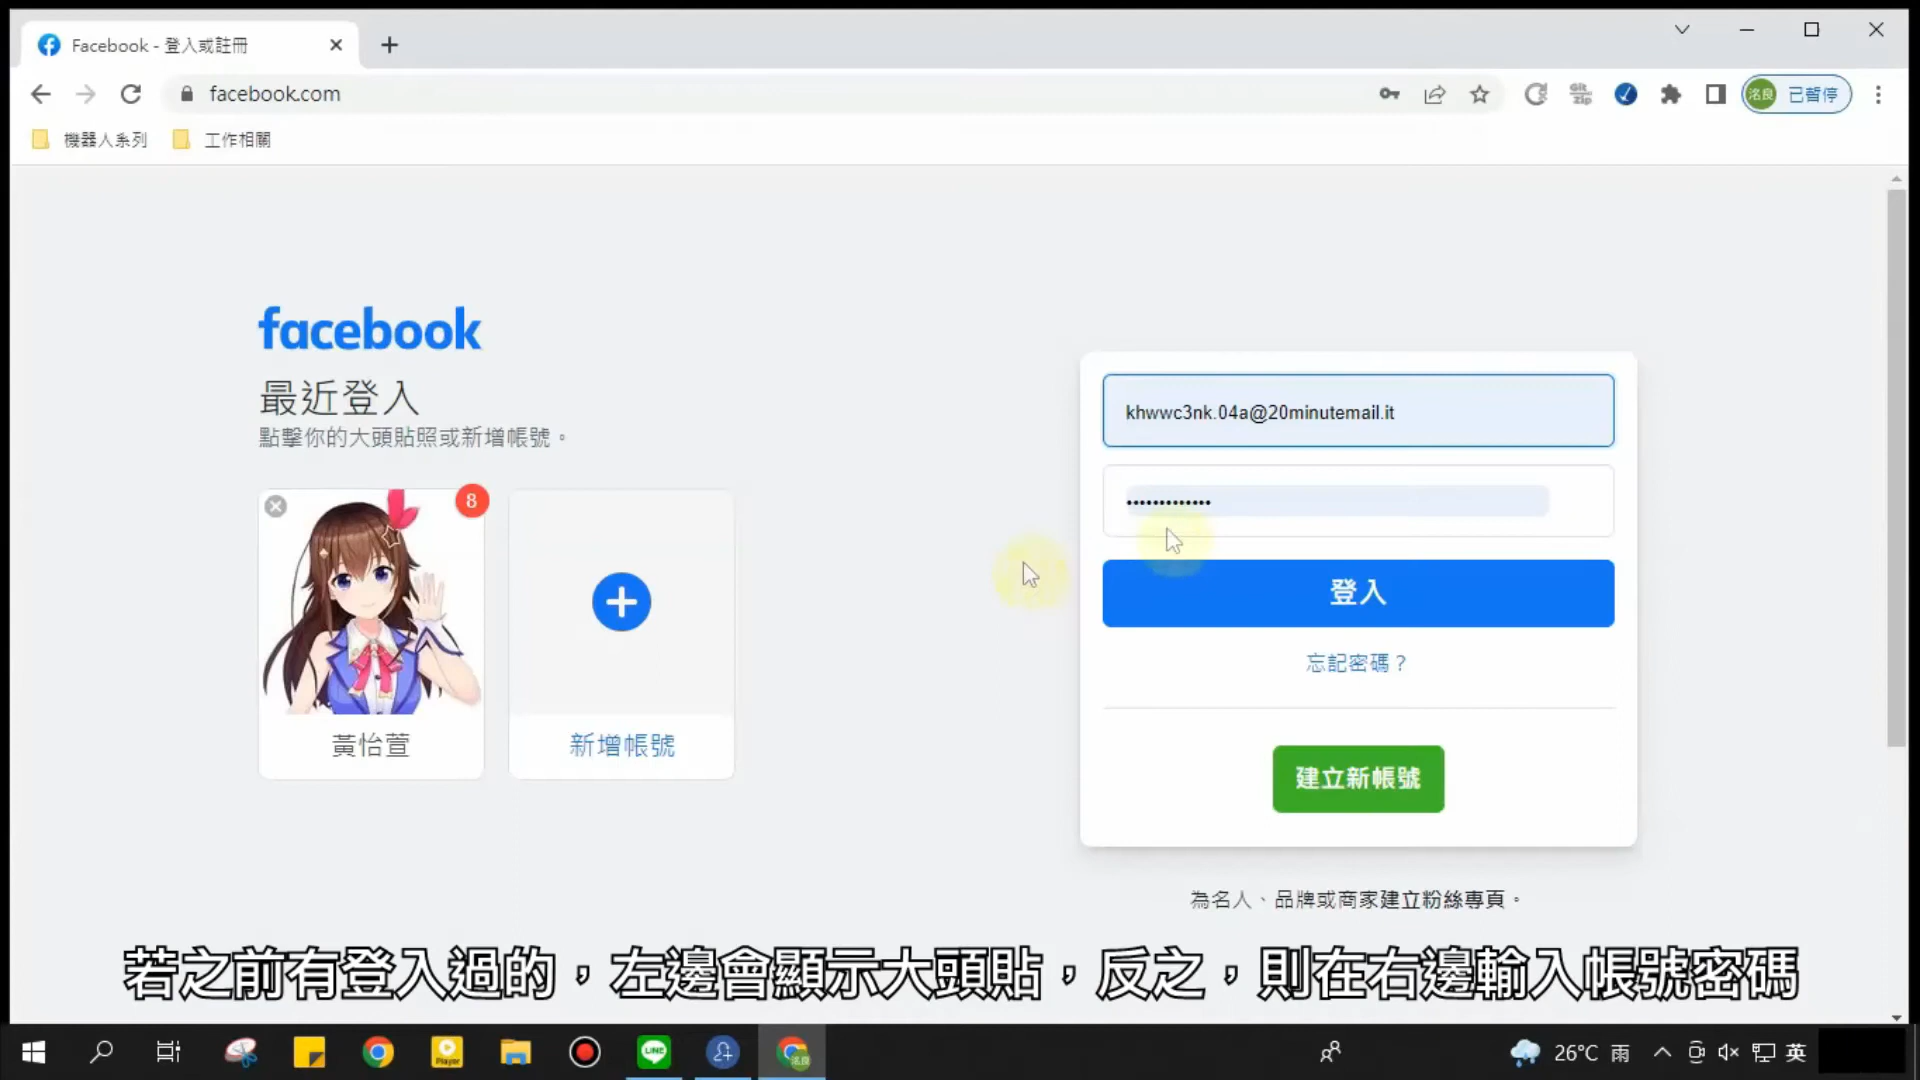 Facebook - 登入或註冊
facebook.com
洛良 已暫停
機器人系列 工作相關
facebook
最近登入
點擊你的大頭貼照或新增帳號。
8
黃怡萱
新增帳號
khwwc3nk.04a@20minutemail.it
•••••••••••••
登入
忘記密碼？
建立新帳號
為名人、品牌或商家建立粉絲專頁。
若之前有登入過的，左邊會顯示大頭貼，反之，則在右邊輸入帳號密碼
Player
LINE
26°C 雨
英